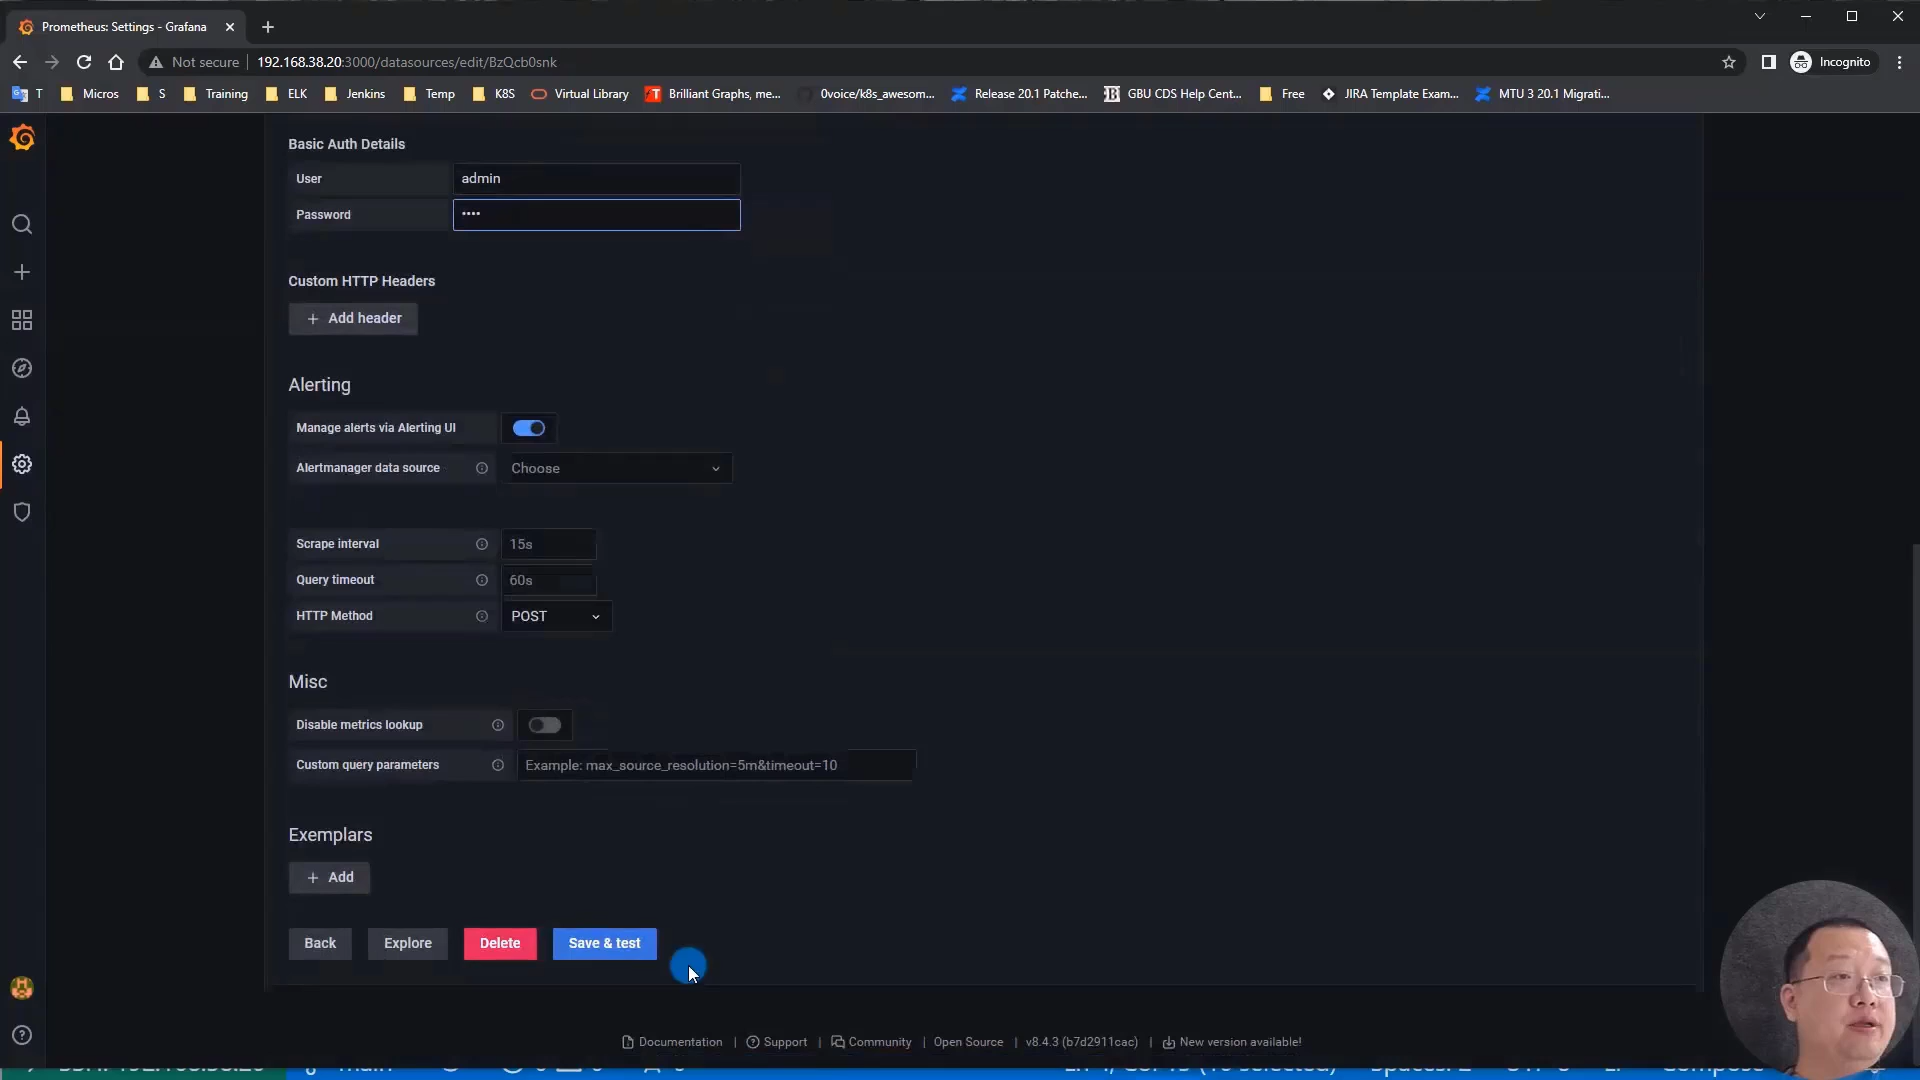 Prometheus: Settings - Grafana
Not secure 192.168.38.20:3000/datasources/edit/BzQcb0snk Incognito
T Micros S Training ELK Jenkins Temp K8S Virtual Library Brilliant Graphs, me... 0voice/k8s_awesom... Release 20.1 Patche... GBU CDS Help Cent... Free JIRA Template Exam... MTU 3 20.1 Migrati...
Basic Auth Details
User admin
Password ····
Custom HTTP Headers
+ Add header
Alerting
Manage alerts via Alerting UI
Alertmanager data source Choose
Scrape interval 15s
Query timeout 60s
HTTP Method POST
Misc
Disable metrics lookup
Custom query parameters Example: max_source_resolution=5m&timeout=10
Exemplars
+ Add
Back Explore Delete Save & test
Documentation | Support | Community | Open Source | v8.4.3 (b7d2911cac) | New version available!